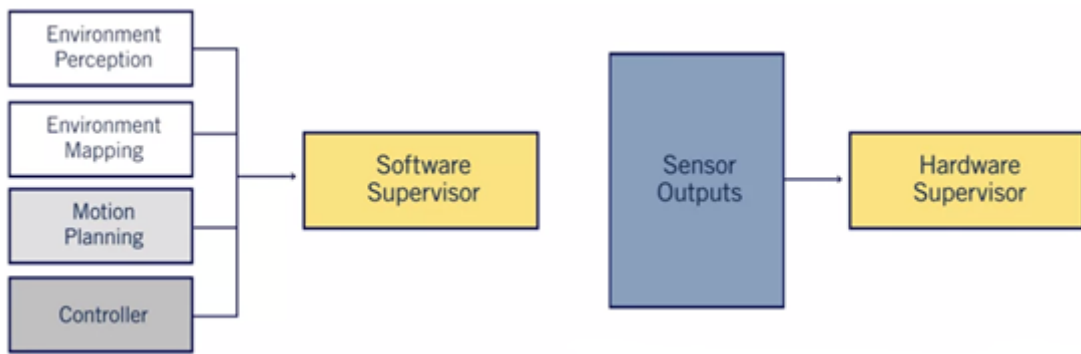 Environment
Perception
Environment
Mapping
Motion
Planning
Controller
Software
Supervisor
Sensor
Outputs
Hardware
Supervisor